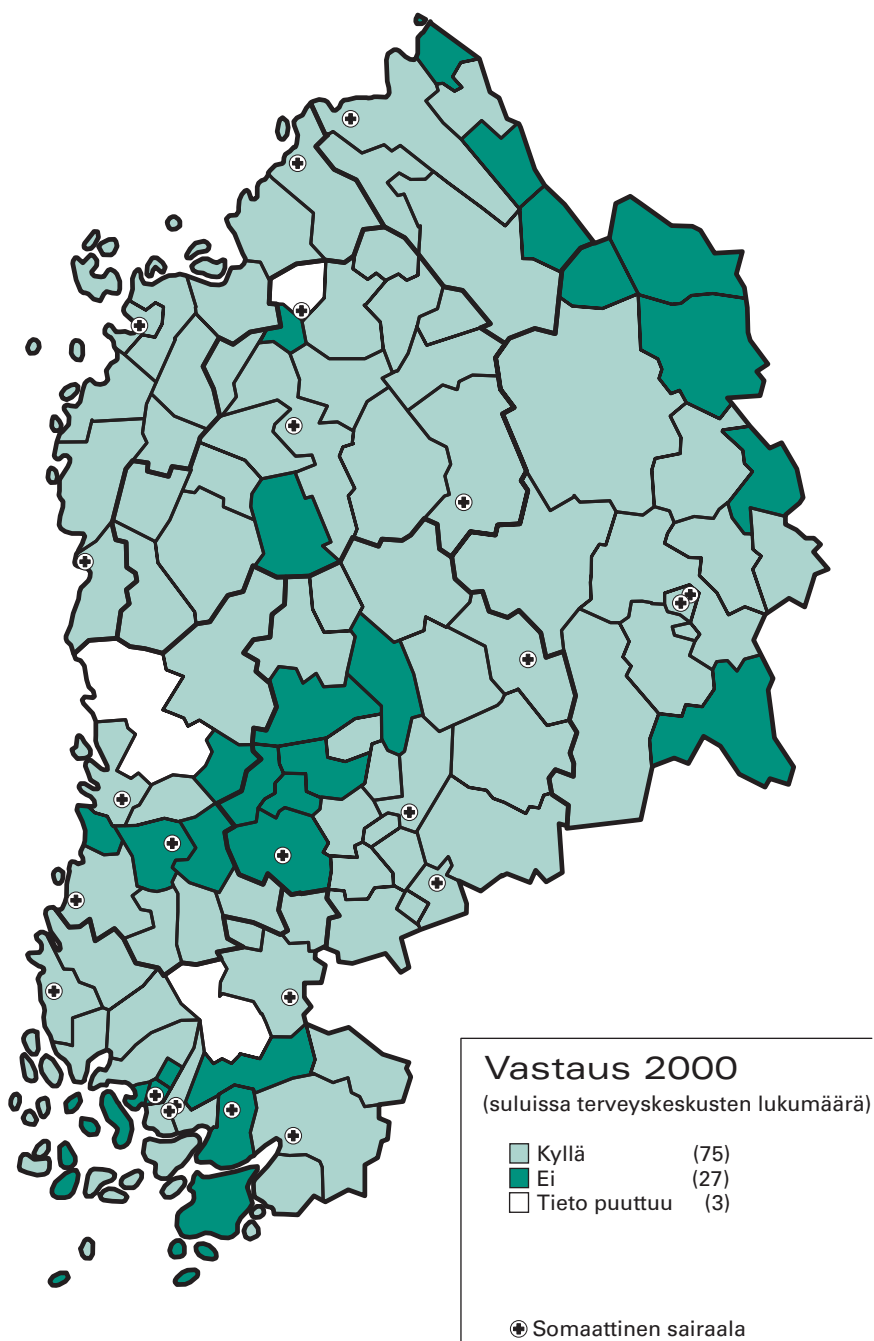 Vastaus 2000
(suluissa terveyskeskusten lukumäärä)
Kyllä (75)
Ei (27)
Tieto puuttuu (3)
Somaattinen sairaala